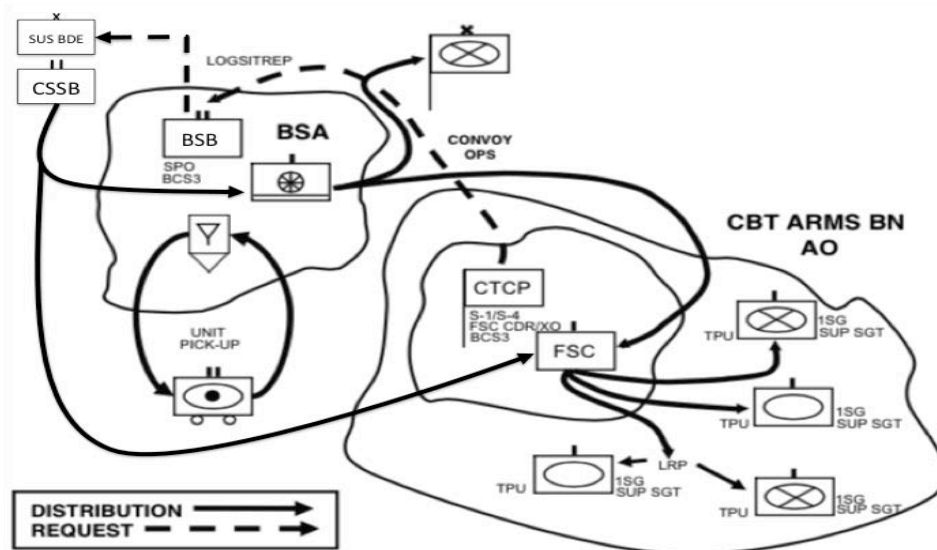 SUS BDE
CSSB
LOGSITREP
BSB
BSA
SPO
BCS3
CONVOY
OPS
CBT ARMS BN
AO
CTCP
S-1/S-4
FSC CDR/XO
BCS3
FSC
UNIT
PICK-UP
TPU
1SG
SUP SGT
TPU
1SG
SUP SGT
LRP
TPU
1SG
SUP SGT
TPU
1SG
SUP SGT
DISTRIBUTION
REQUEST